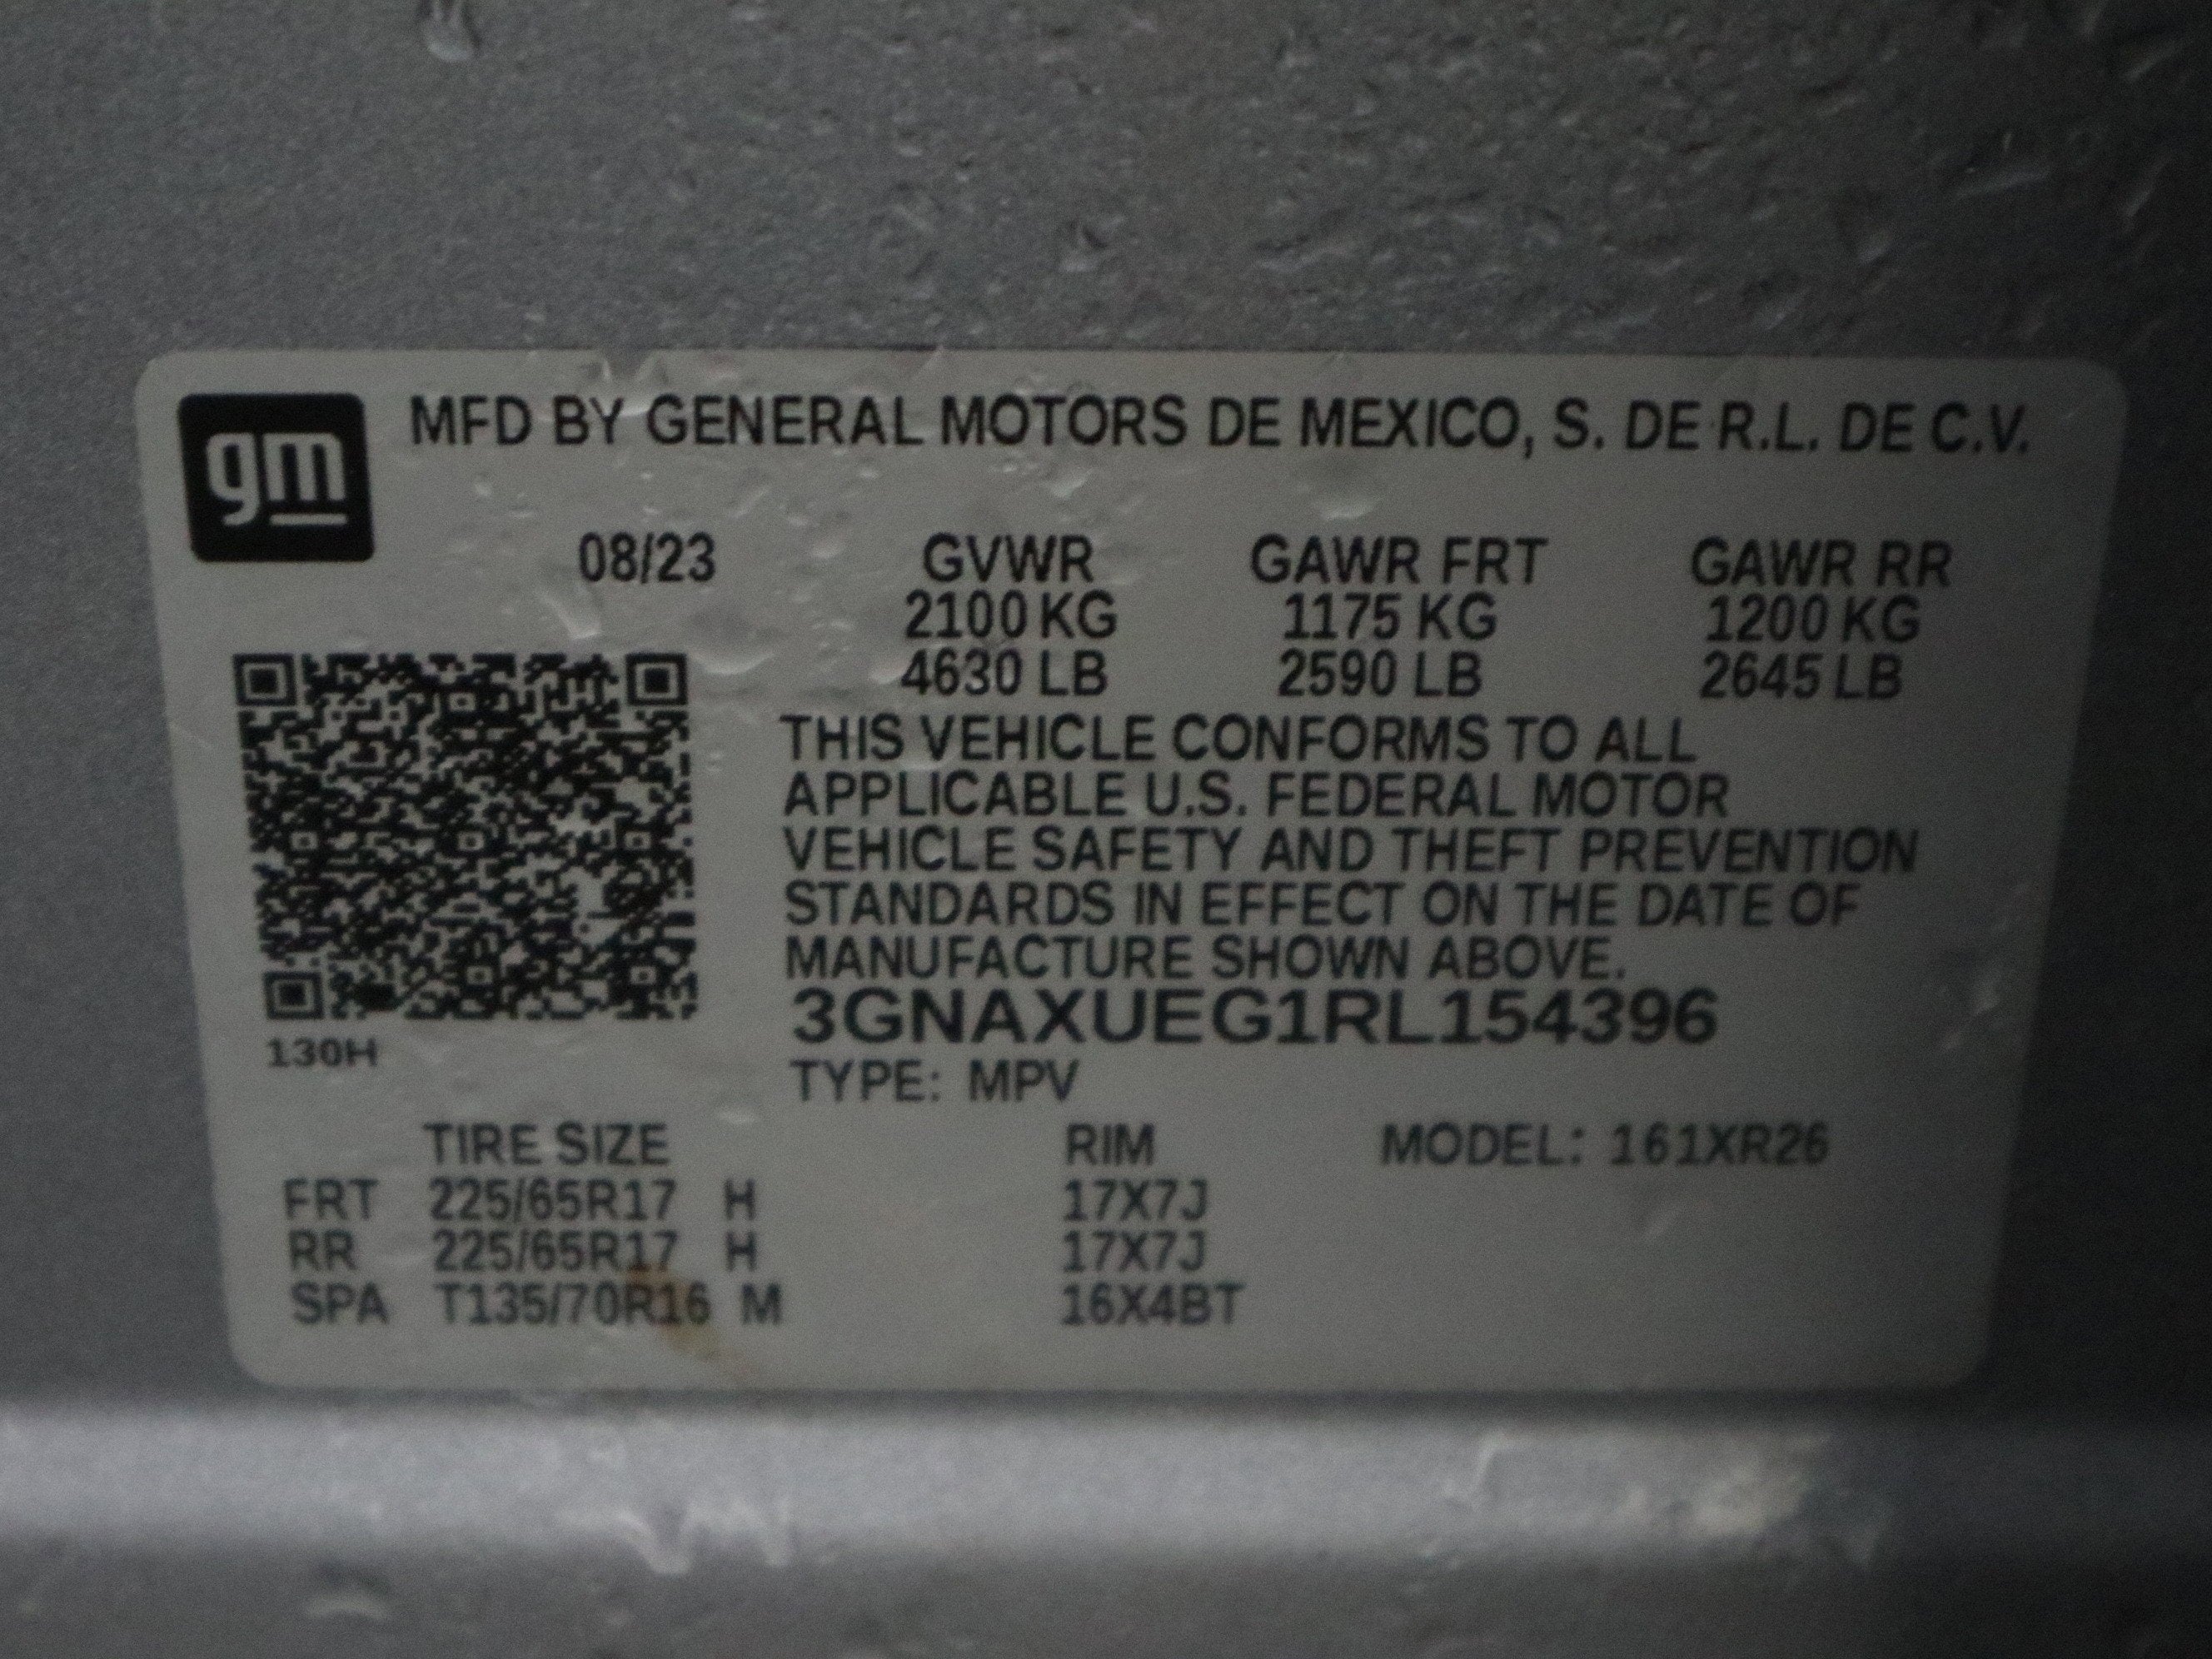 gm MFD BY GENERAL MOTORS DE MEXICO, S. DE R.L. DE C.V.
08/23 GVWR GAWR FRT GAWR RR
2100 KG 1175 KG 1200 KG
4630 LB 2590 LB 2645 LB
THIS VEHICLE CONFORMS TO ALL
APPLICABLE U.S. FEDERAL MOTOR
VEHICLE SAFETY AND THEFT PREVENTION
STANDARDS IN EFFECT ON THE DATE OF
MANUFACTURE SHOWN ABOVE.
3GNAXUEG1RL154396
130H
TYPE: MPV
TIRE SIZE RIM MODEL: 161XR26
FRT 225/65R17 H 17X7J
RR 225/65R17 H 17X7J
SPA T135/70R16 M 16X4BT